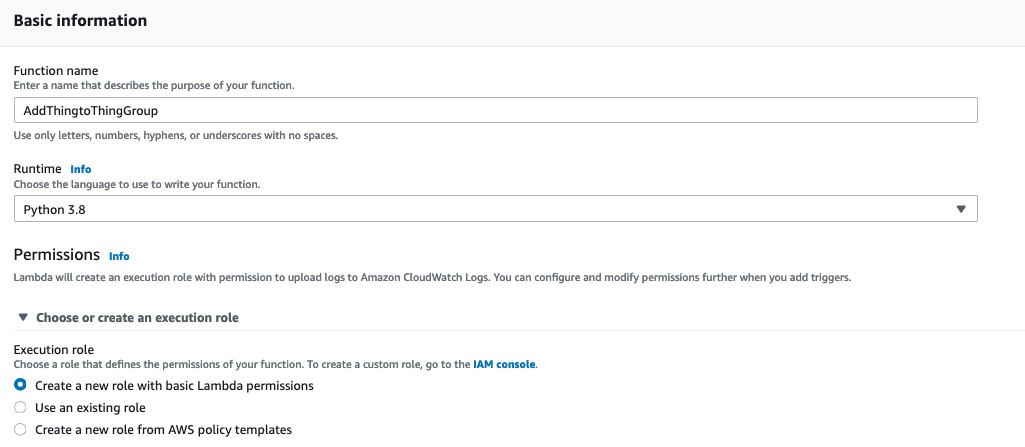 Basic information
Function name
Enter a name that describes the purpose of your function.
AddThingtoThingGroup
Use only letters, numbers, hyphens, or underscores with no spaces.
Runtime Info
Choose the language to use to write your function.
Python 3.8
Permissions Info
Lambda will create an execution role with permission to upload logs to Amazon CloudWatch Logs. You can configure and modify permissions further when you add triggers.
Choose or create an execution role
Execution role
Choose a role that defines the permissions of your function. To create a custom role, go to the IAM console.
Create a new role with basic Lambda permissions
Use an existing role
Create a new role from AWS policy templates